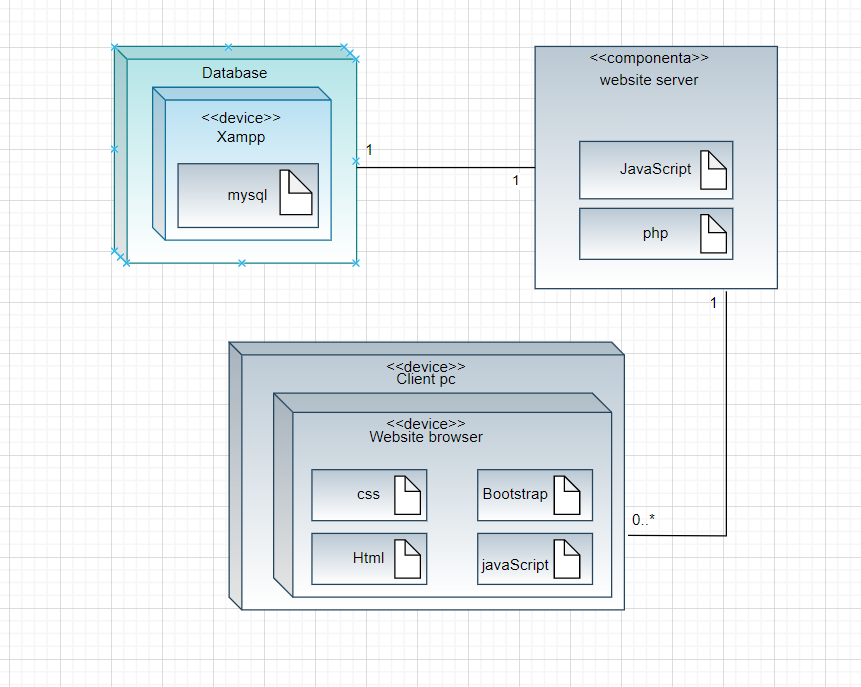 Database
<<device>>
Xampp
mysql
1
1
<<componenta>>
website server
JavaScript
php
1
<<device>>
Client pc
<<device>>
Website browser
css
Bootstrap
Html
javaScript
0..*